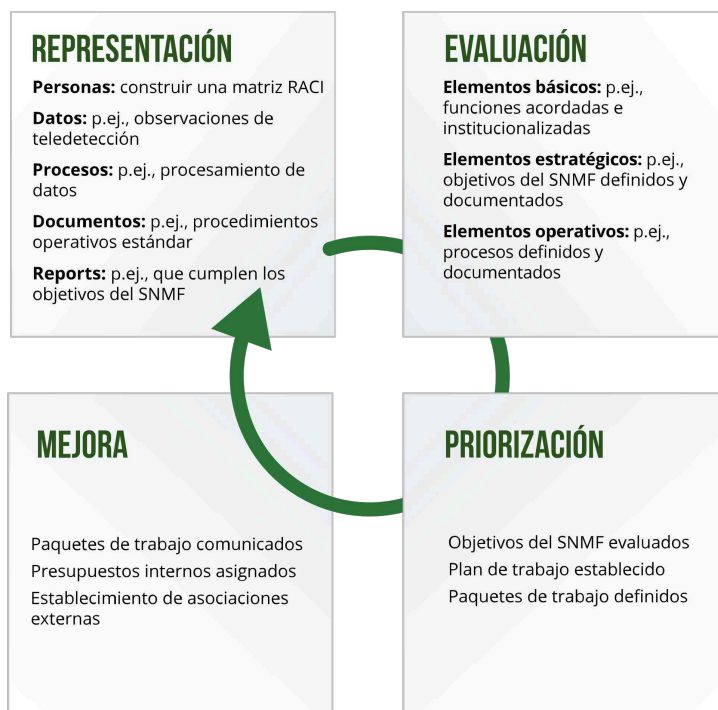 REPRESENTACIÓN
Personas: construir una matriz RACI
Datos: p.ej., observaciones de
teledetección
Procesos: p.ej., procesamiento de
datos
Documentos: p.ej., procedimientos
operativos estándar
Reports: p.ej., que cumplen los
objetivos del SNMF
EVALUACIÓN
Elementos básicos: p.ej.,
funciones acordadas e
institucionalizadas
Elementos estratégicos: p.ej.,
objetivos del SNMF definidos y
documentados
Elementos operativos: p.ej.,
procesos definidos y
documentados
MEJORA
Paquetes de trabajo comunicados
Presupuestos internos asignados
Establecimiento de asociaciones
externas
PRIORIZACIÓN
Objetivos del SNMF evaluados
Plan de trabajo establecido
Paquetes de trabajo definidos